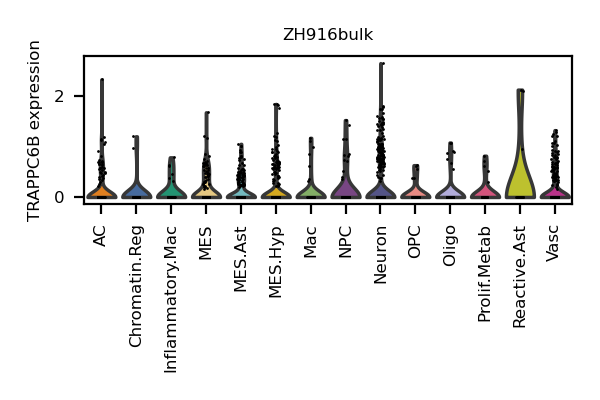 ZH916bulk
TRAPPC6B expression
2
0
AC
Chromatin.Reg
Inflammatory.Mac
MES
MES.Ast
MES.Hyp
Mac
NPC
Neuron
OPC
Oligo
Prolif.Metab
Reactive.Ast
Vasc